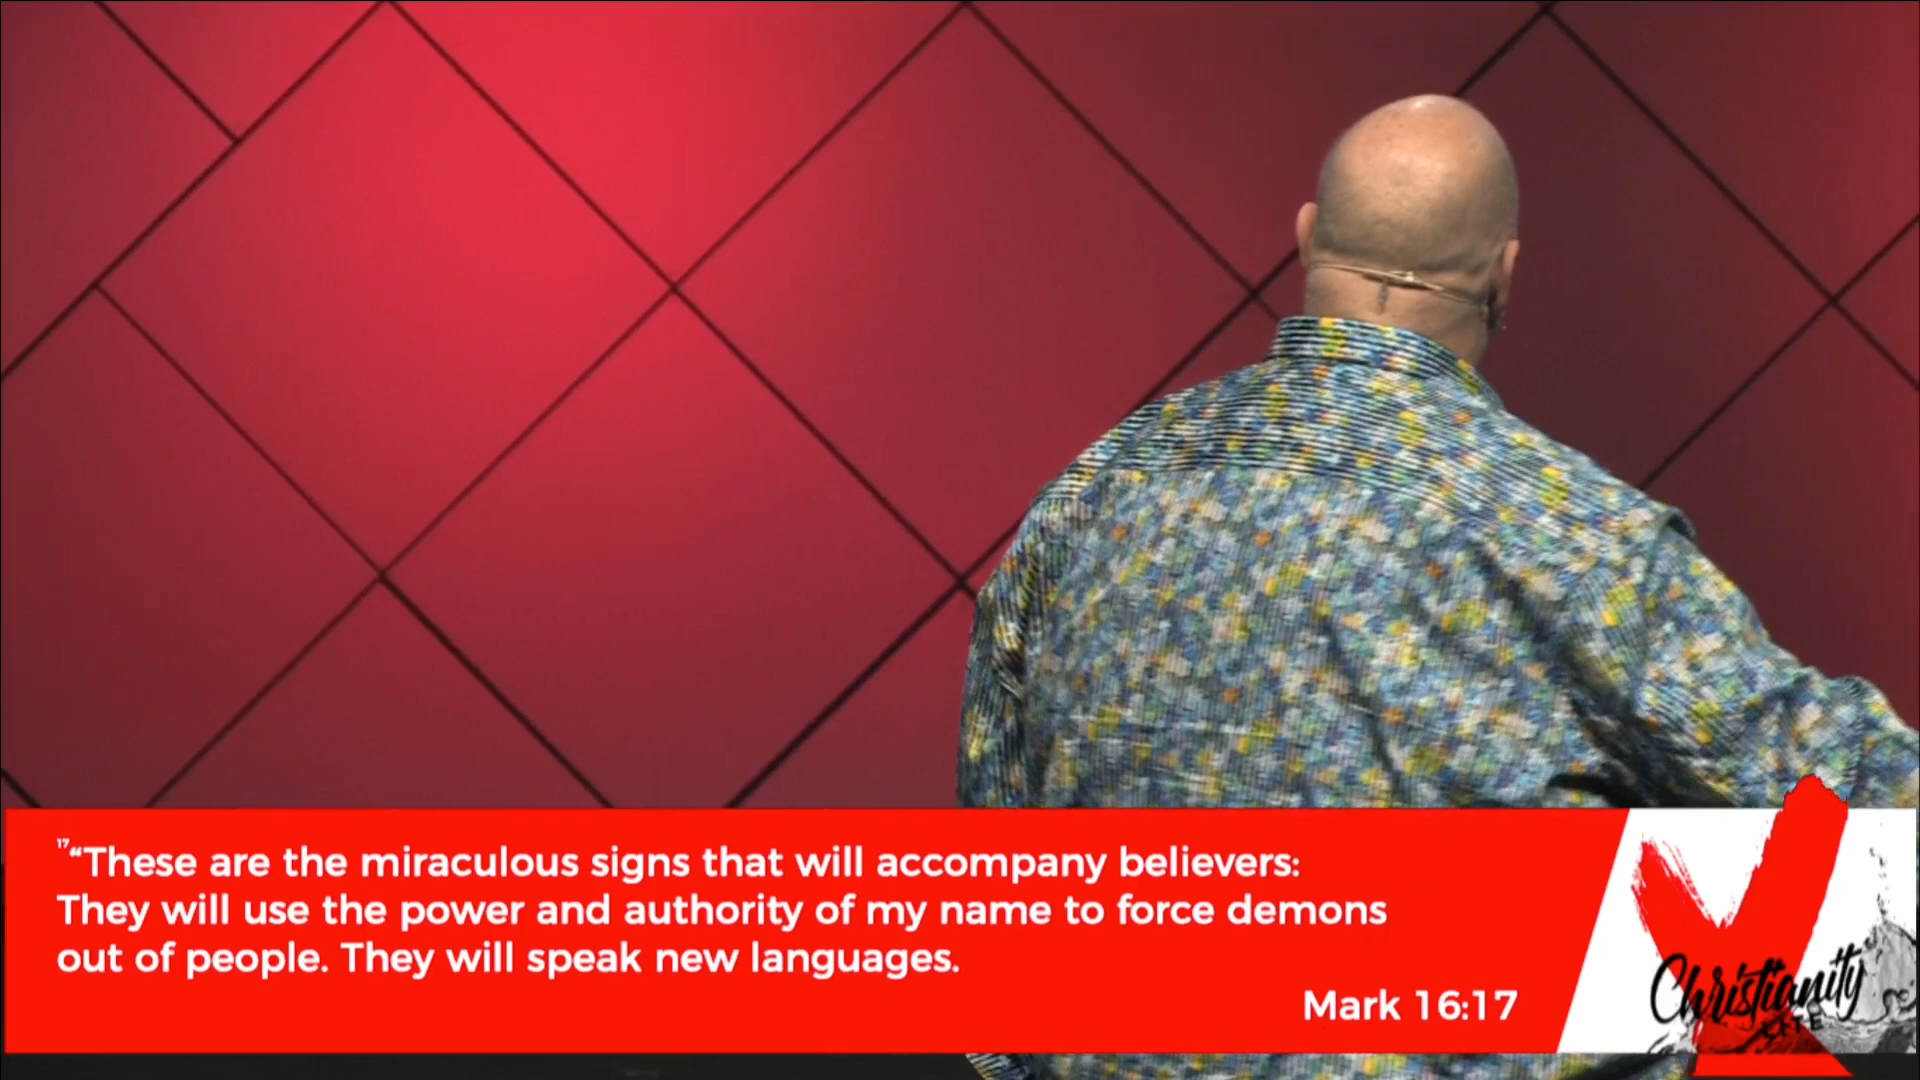 17“These are the miraculous signs that will accompany believers:
They will use the power and authority of my name to force demons
out of people. They will speak new languages.
Mark 16:17
Christianity
LITE